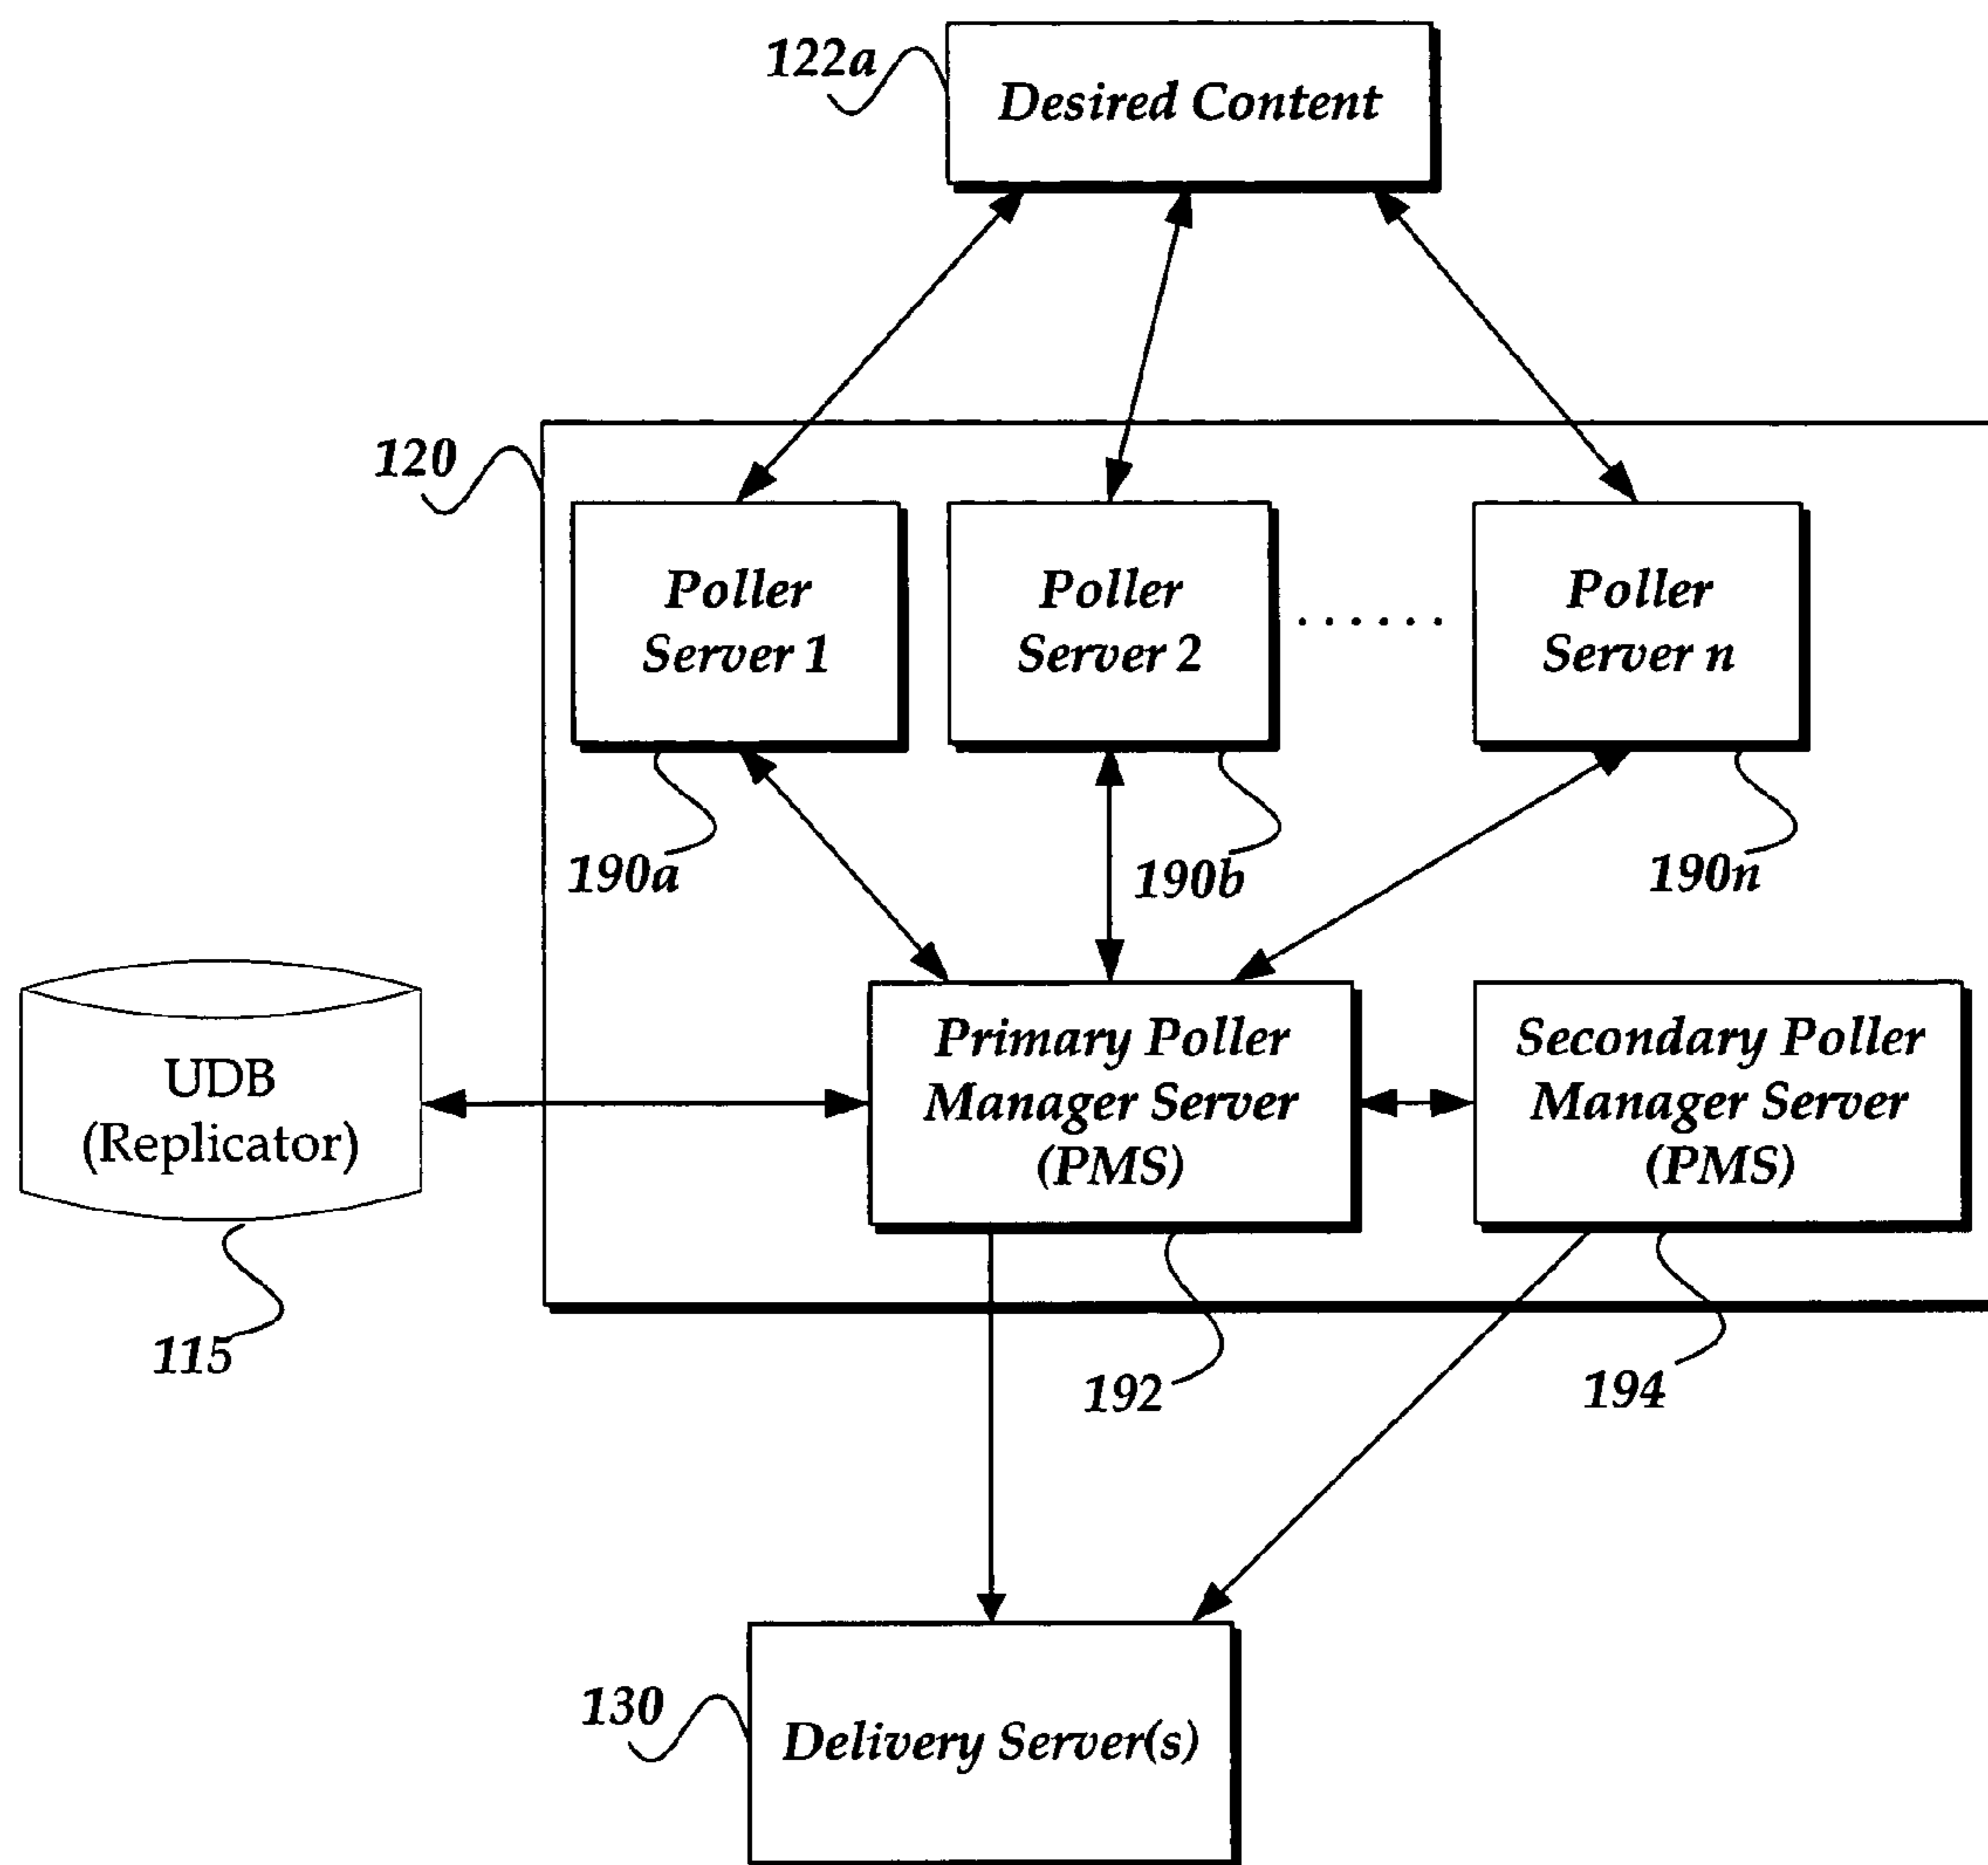 122a
Desired Content
120
Poller
Server 1
Poller
Server 2
......
Poller
Server n
190a
190b
190n
UDB
(Replicator)
Primary Poller
Manager Server
(PMS)
Secondary Poller
Manager Server
(PMS)
115
192
194
130
Delivery Server(s)